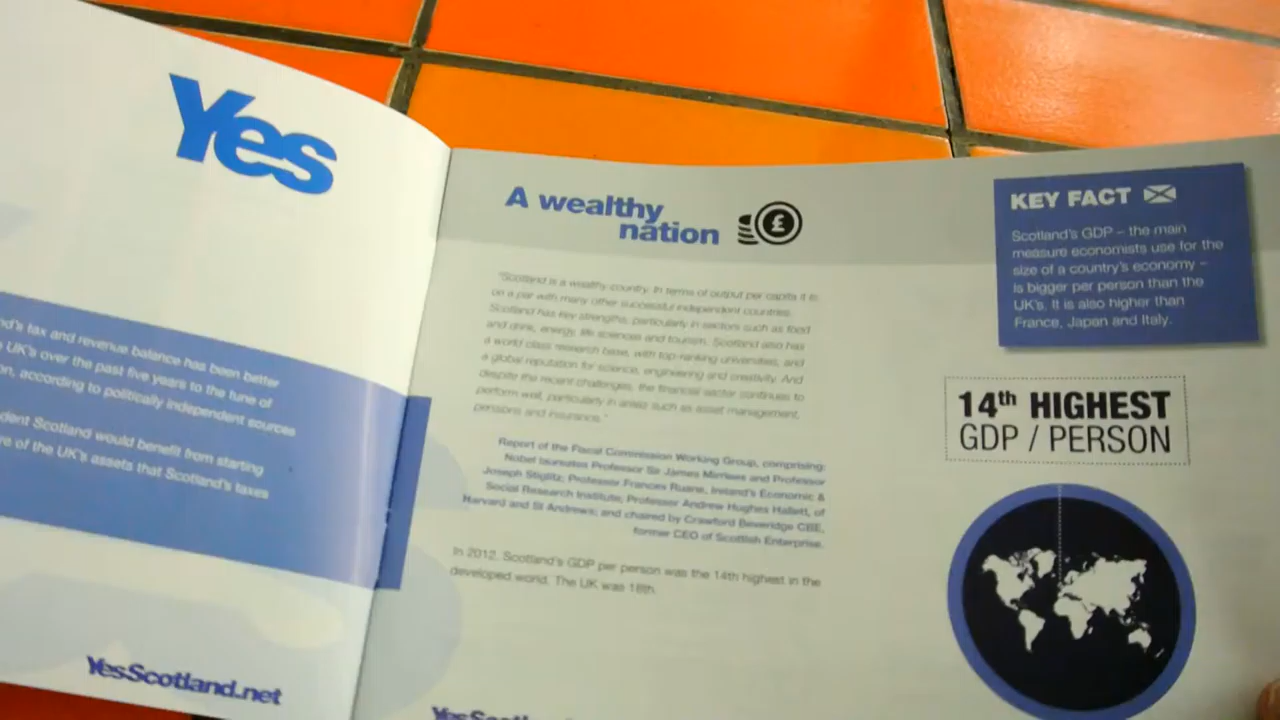 Yes
nd's tax and revenue balance has been better
UK's over the past five years to the tune of
on, according to politically independent sources
dent Scotland would benefit from starting
re of the UK's assets that Scotland's taxes
YesScotland.net
A wealthy
nation
£
"Scotland is a wealthy country. In terms of output per capita it is
on a par with many other successful independent countries.
Scotland has key strengths, particularly in sectors such as food
and drink, energy, life sciences and tourism. Scotland also has
a world class research base, with top-ranking universities, and
a global reputation for science, engineering and creativity. And
despite the recent challenges, the financial sector continues to
perform well, particularly in areas such as asset management,
pensions and insurance."
Report of the Fiscal Commission Working Group, comprising:
Nobel laureates Professor Sir James Mirrlees and Professor
Joseph Stiglitz; Professor Frances Ruane, Ireland's Economic &
Social Research Institute; Professor Andrew Hughes Hallett, of
Harvard and St Andrews; and chaired by Crawford Beveridge CBE,
former CEO of Scottish Enterprise.
In 2012, Scotland's GDP per person was the 14th highest in the
developed world. The UK was 18th.
YesScotl
KEY FACT
Scotland's GDP – the main
measure economists use for the
size of a country's economy –
is bigger per person than the
UK's. It is also higher than
France, Japan and Italy.
14th HIGHEST
GDP / PERSON